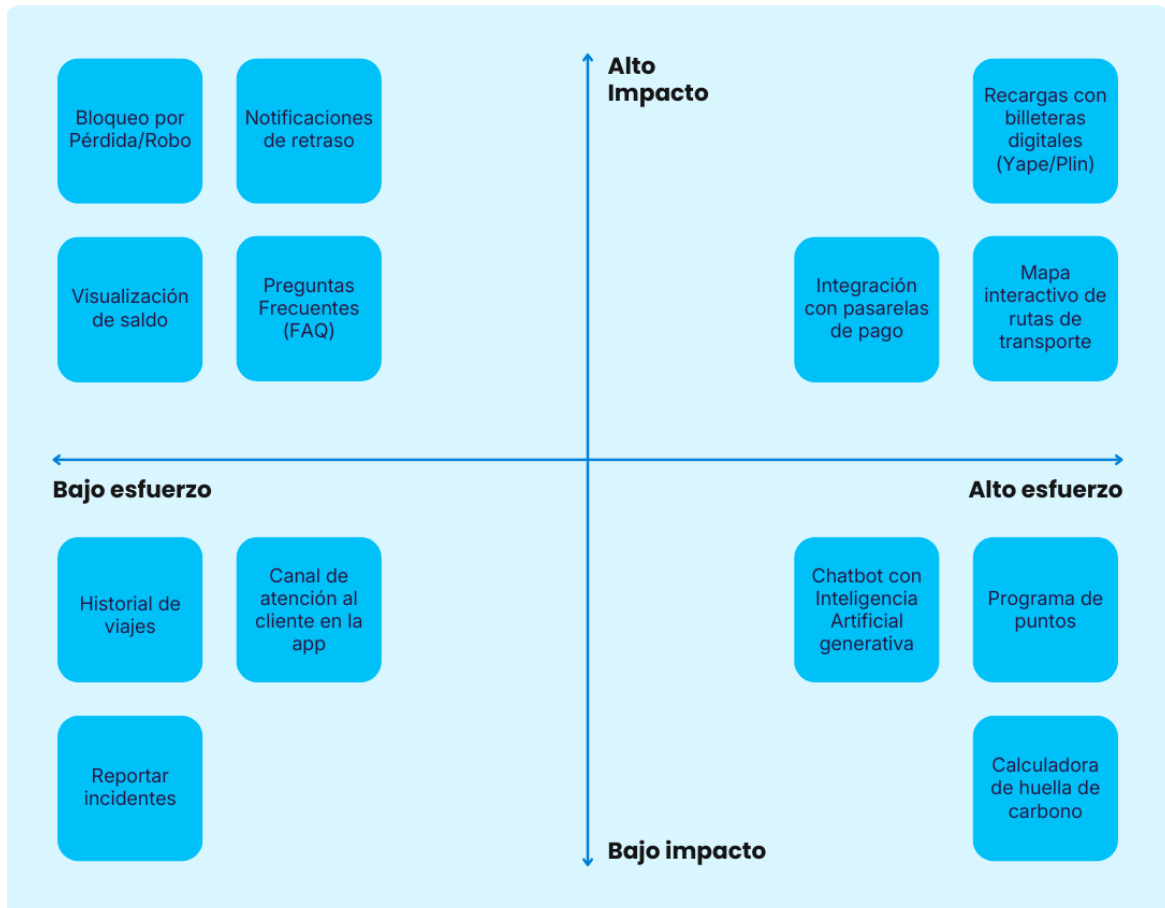 Alto
Impacto
Bloqueo por
Pérdida/Robo
Notificaciones
de retraso
Recargas con
billeteras
digitales
(Yape/Plin)
Visualización
de saldo
Preguntas
Frecuentes
(FAQ)
Integración
con pasarelas
de pago
Mapa
interactivo de
rutas de
transporte
Bajo esfuerzo
Alto esfuerzo
Historial de
viajes
Canal de
atención al
cliente en la
app
Chatbot con
Inteligencia
Artificial
generativa
Programa de
puntos
Reportar
incidentes
Calculadora
de huella de
carbono
Bajo impacto